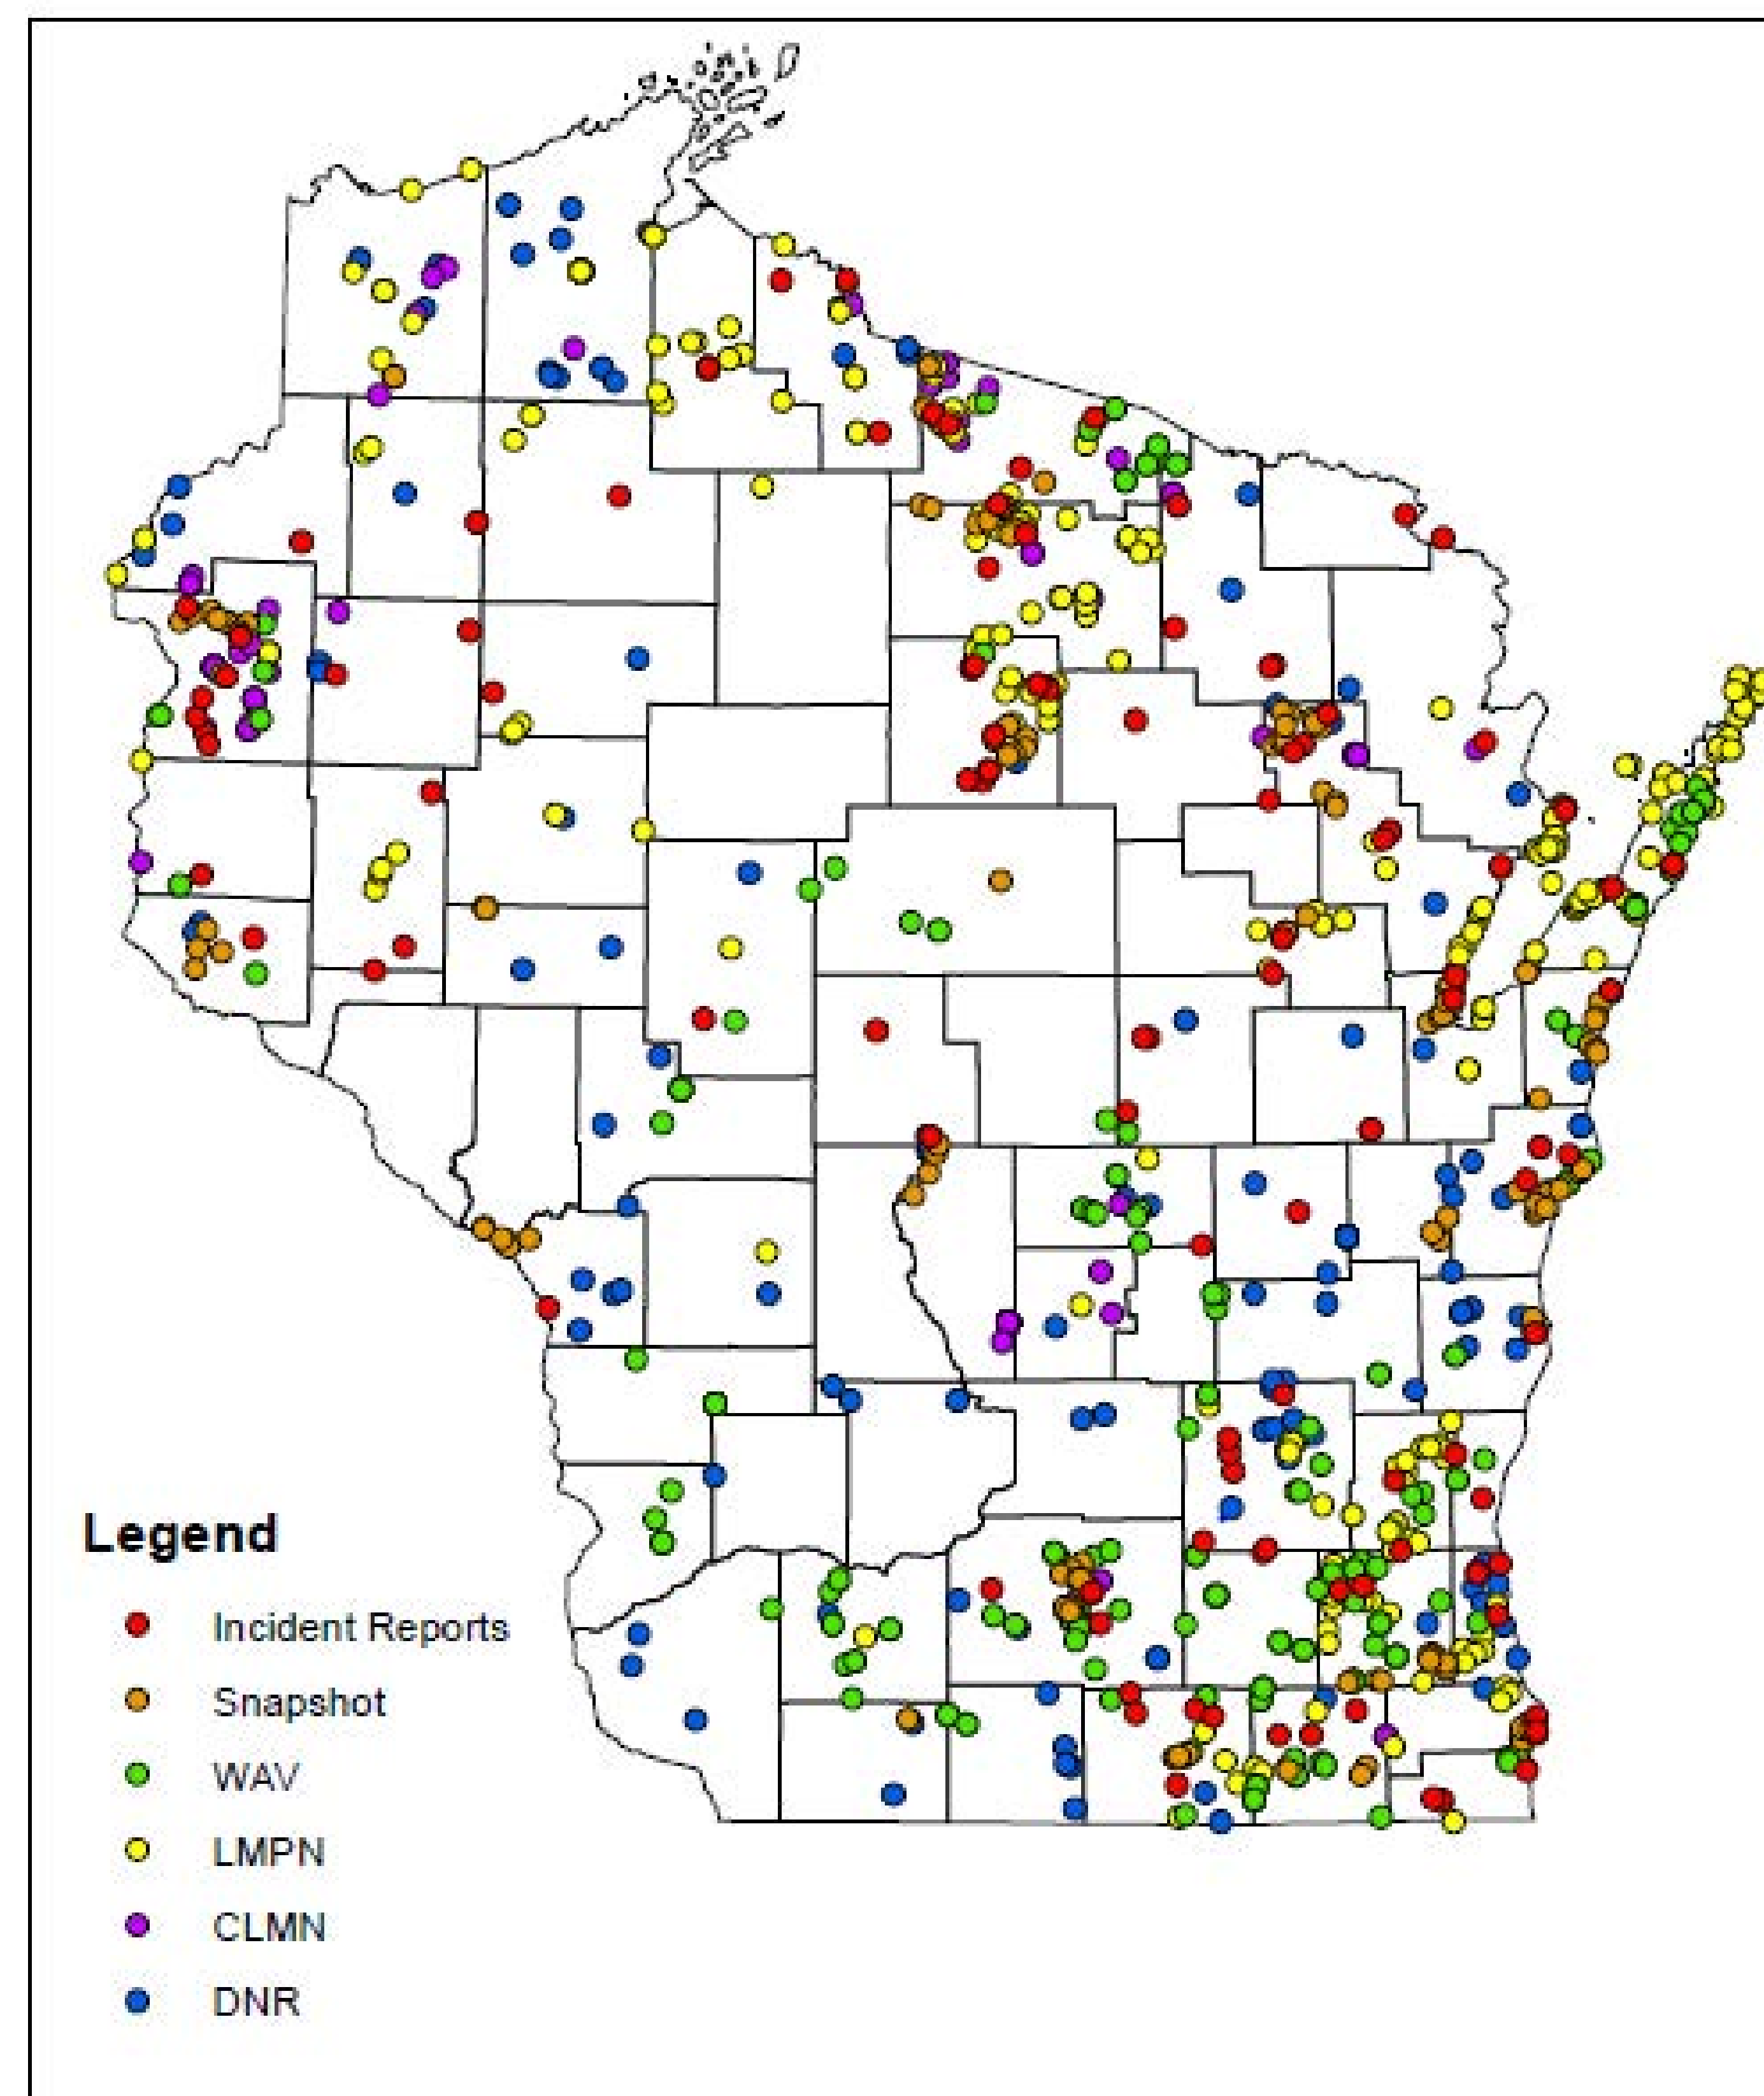 Legend
Incident Reports
Snapshot
WAV
LMPN
CLMN
DNR